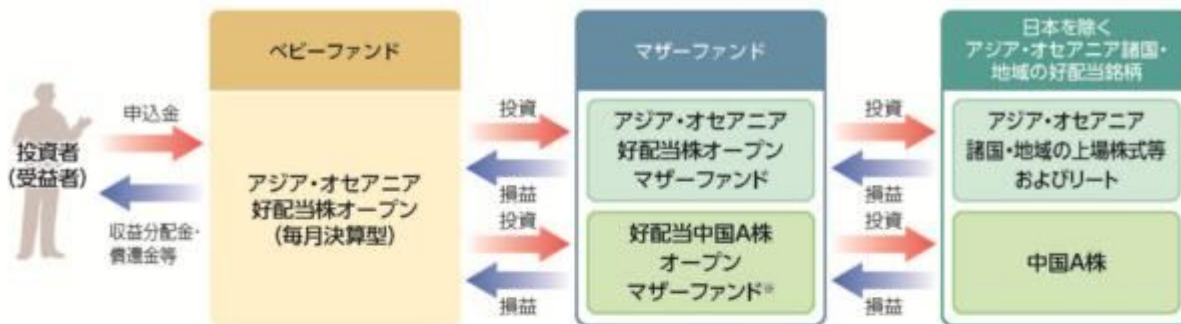 ベビーファンド
マザーファンド
日本を除く
アジア・オセアニア諸国・
地域の好配当銘柄
申込金
投資者
(受益者)
収益分配金・
償還金等
アジア・オセアニア
好配当株オープン
(毎月決算型)
投資
損益
投資
損益
アジア・オセアニア
好配当株オープン
マザーファンド
好配当中国A株
オープン
マザーファンド※
投資
損益
投資
損益
アジア・オセアニア
諸国・地域の上場株式等
およびリート
中国A株